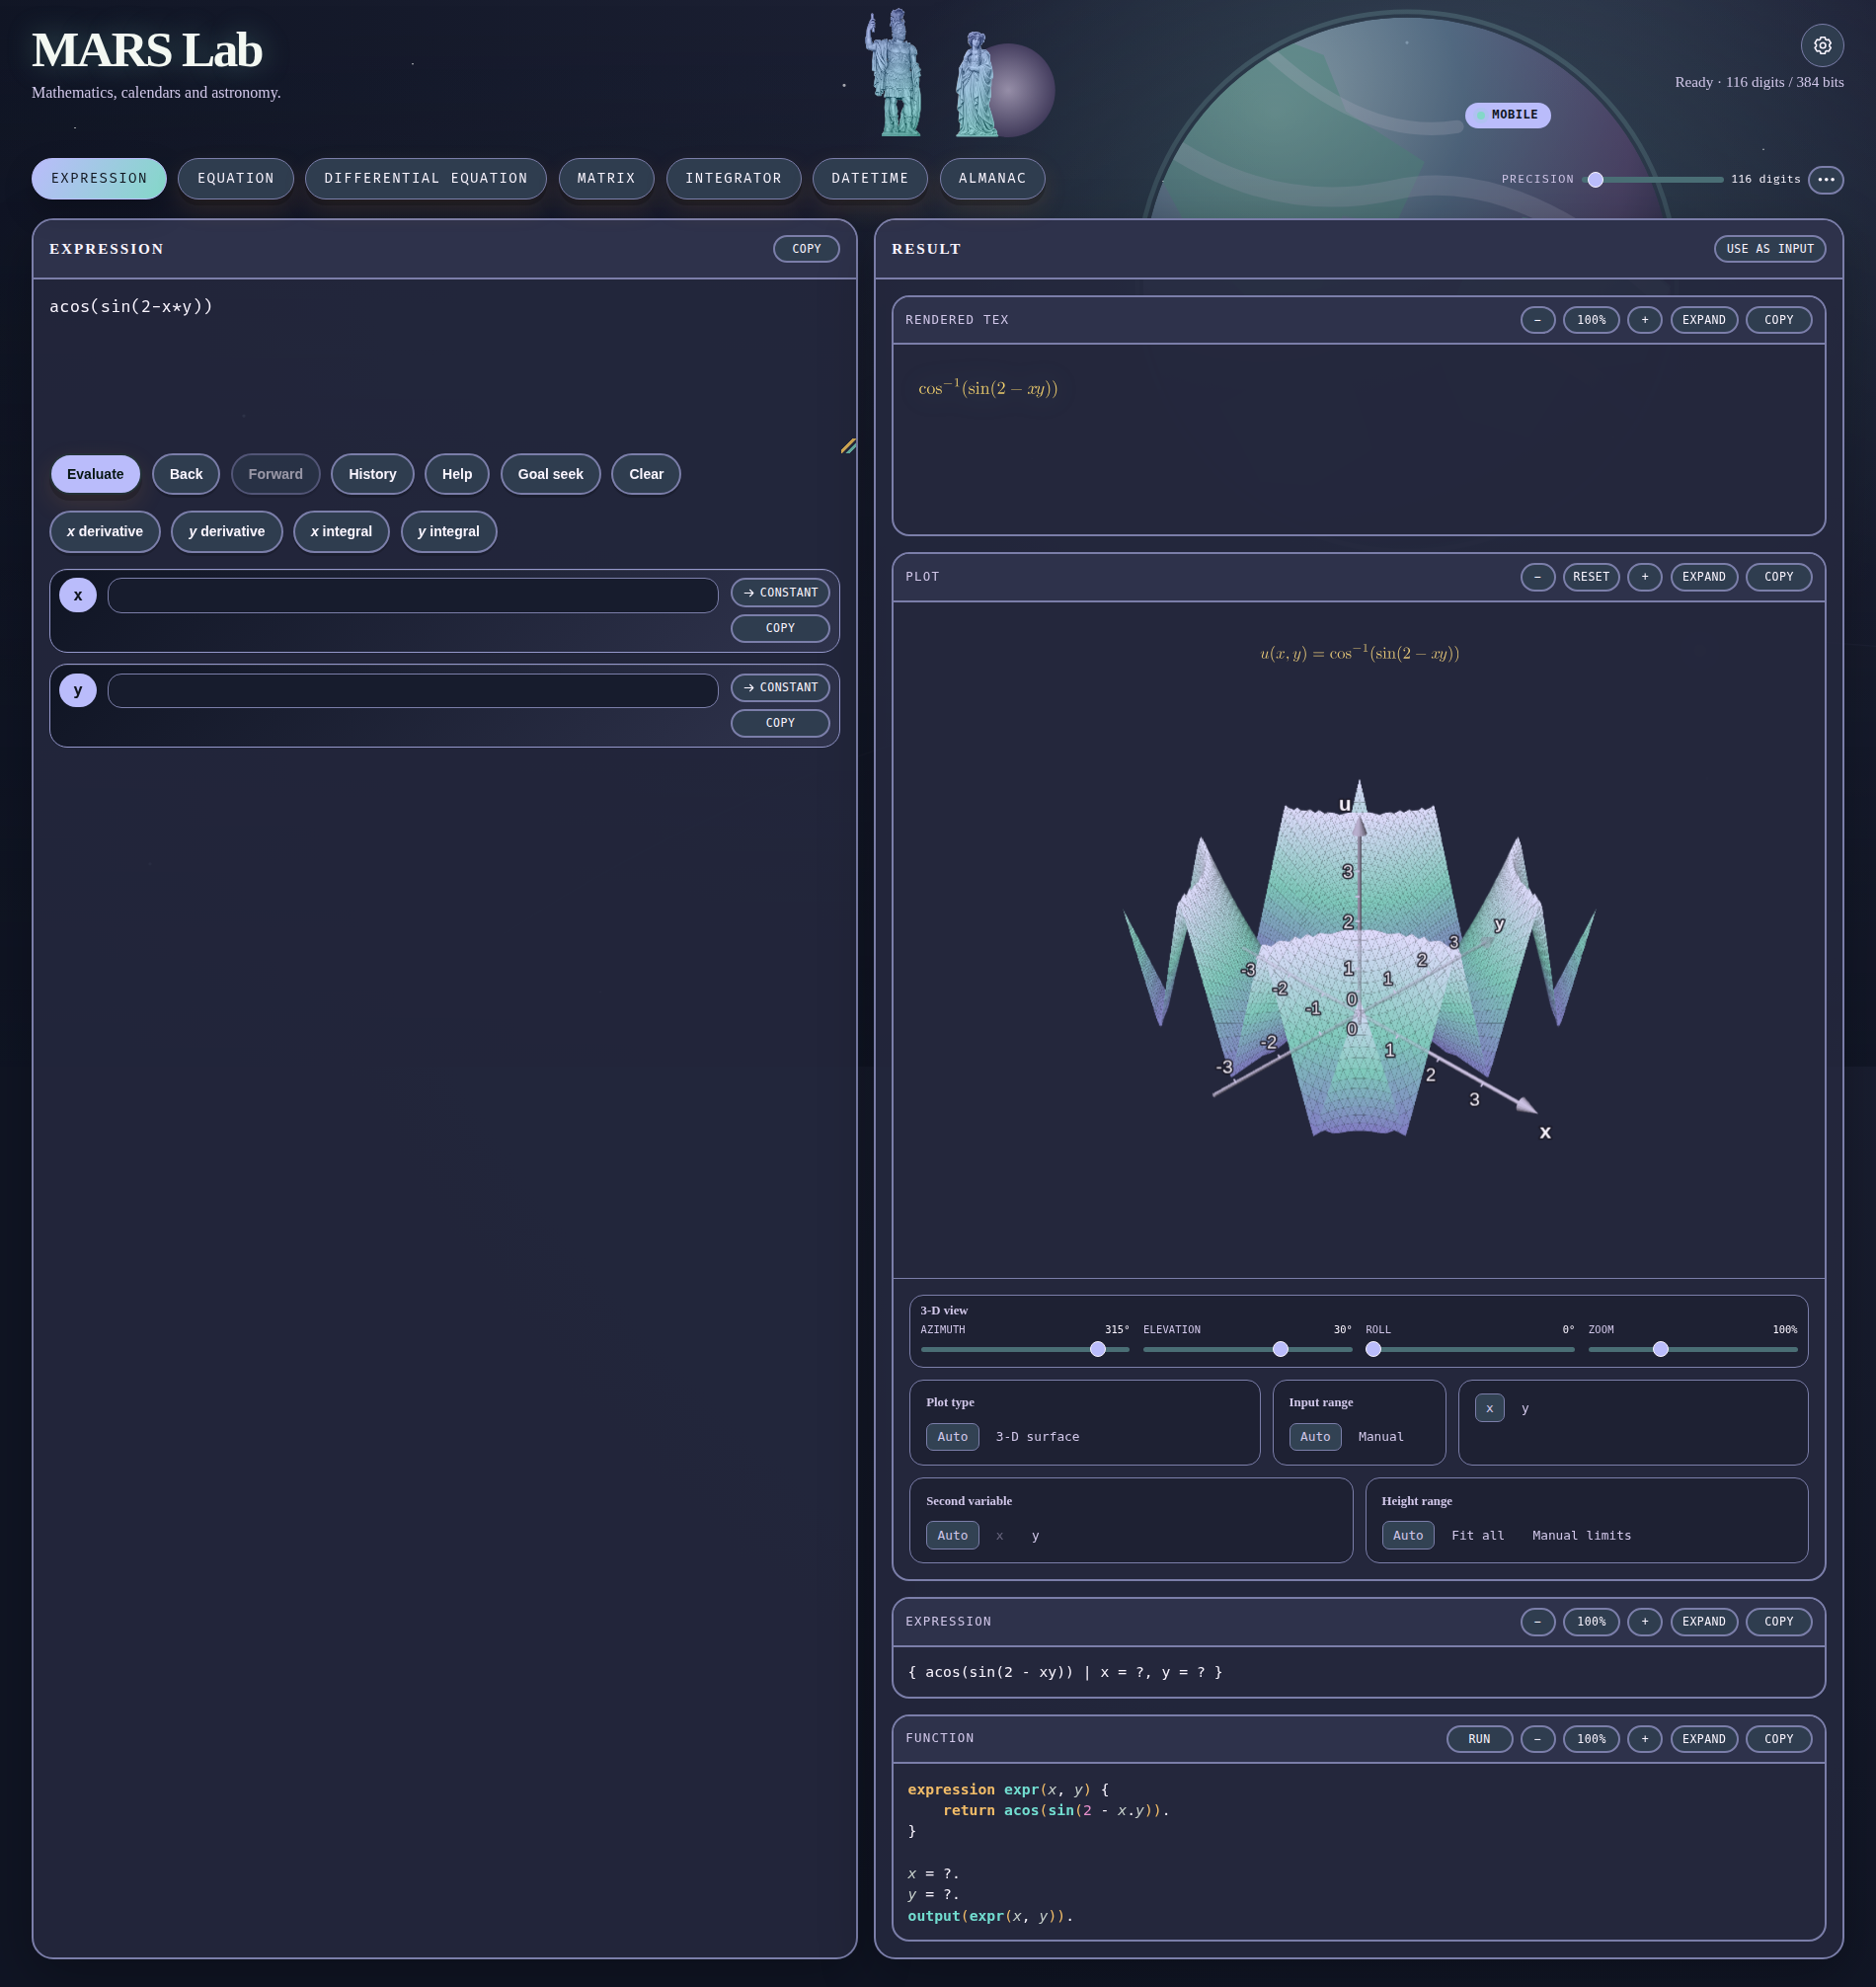 MARS Lab
Mathematics, calendars and astronomy.
Ready · 116 digits / 384 bits
MOBILE
EXPRESSION EQUATION DIFFERENTIAL EQUATION MATRIX INTEGRATOR DATETIME ALMANAC
PRECISION 116 digits
EXPRESSION COPY
acos(sin(2-x*y))
Evaluate Back Forward History Help Goal seek Clear
x derivative y derivative x integral y integral
x → CONSTANT
COPY
y → CONSTANT
COPY
RESULT USE AS INPUT
RENDERED TEX − 100% + EXPAND COPY
cos⁻¹(sin(2 − xy))
PLOT − RESET + EXPAND COPY
u(x, y) = cos⁻¹(sin(2 − xy))
u
3
2
y
3
-3 1 2
-2 1
-1 0
0
-2 1
-3 2
3
x
3-D view
AZIMUTH 315° ELEVATION 30° ROLL 0° ZOOM 100%
Plot type Input range
x y
Auto 3-D surface Auto Manual
Second variable Height range
Auto x y Auto Fit all Manual limits
EXPRESSION − 100% + EXPAND COPY
{ acos(sin(2 - xy)) | x = ?, y = ? }
FUNCTION RUN − 100% + EXPAND COPY
expression expr(x, y) {
    return acos(sin(2 - x.y)).
}
x = ?.
y = ?.
output(expr(x, y)).